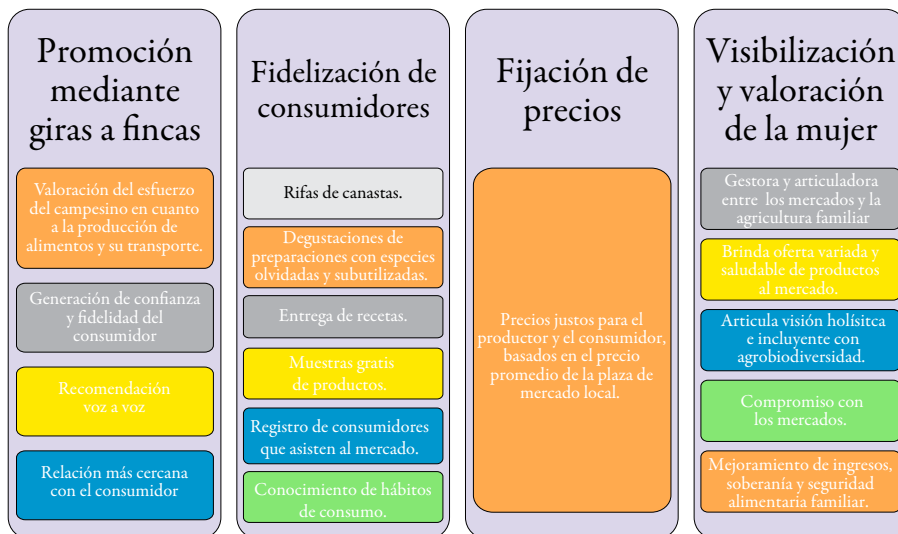 Promoción
mediante
giras a fincas
Valoración del esfuerzo
del campesino en cuanto
a la producción de
alimentos y su transporte.
Generación de confianza
y fidelidad del
consumidor
Recomendación
voz a voz
Relación más cercana
con el consumidor
Fidelización de
consumidores
Rifas de canastas.
Degustaciones de
preparaciones con especies
olvidadas y subutilizadas.
Entrega de recetas.
Muestras gratis
de productos.
Registro de consumidores
que asisten al mercado.
Conocimiento de hábitos
de consumo.
Fijación de
precios
Precios justos para el
productor y el consumidor,
basados en el precio
promedio de la plaza de
mercado local.
Visibilización
y valoración
de la mujer
Gestora y articuladora
entre los mercados y la
agricultura familiar
Brinda oferta variada y
saludable de productos
al mercado.
Articula visión holísitca
e incluyente con
agrobiodiversidad.
Compromiso con
los mercados.
Mejoramiento de ingresos,
soberanía y seguridad
alimentaria familiar.